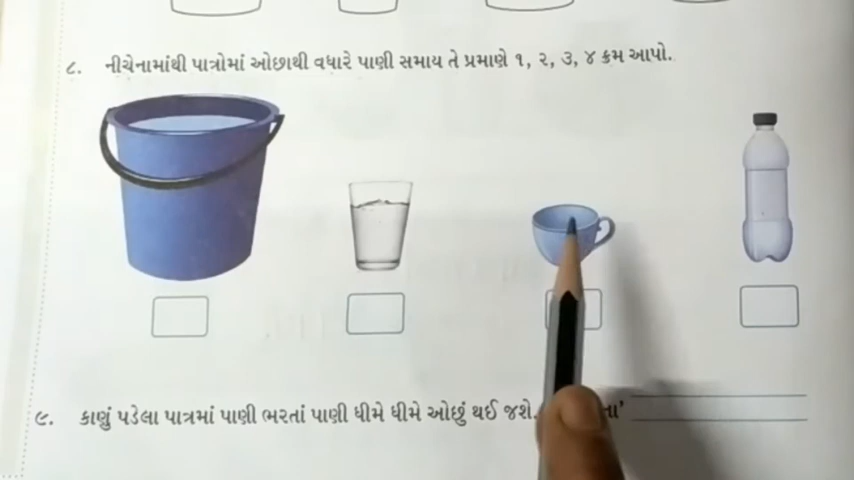 ૮. નીચેનામાંથી પાત્રોમાં ઓછાથી વધારે પાણી સમાય તે પ્રમાણે ૧, ૨, ૩, ૪ ક્રમ આપો.
૯. કાણું પડેલા પાત્રમાં પાણી ભરતાં પાણી ધીમે ધીમે ઓછું થઈ જશે.